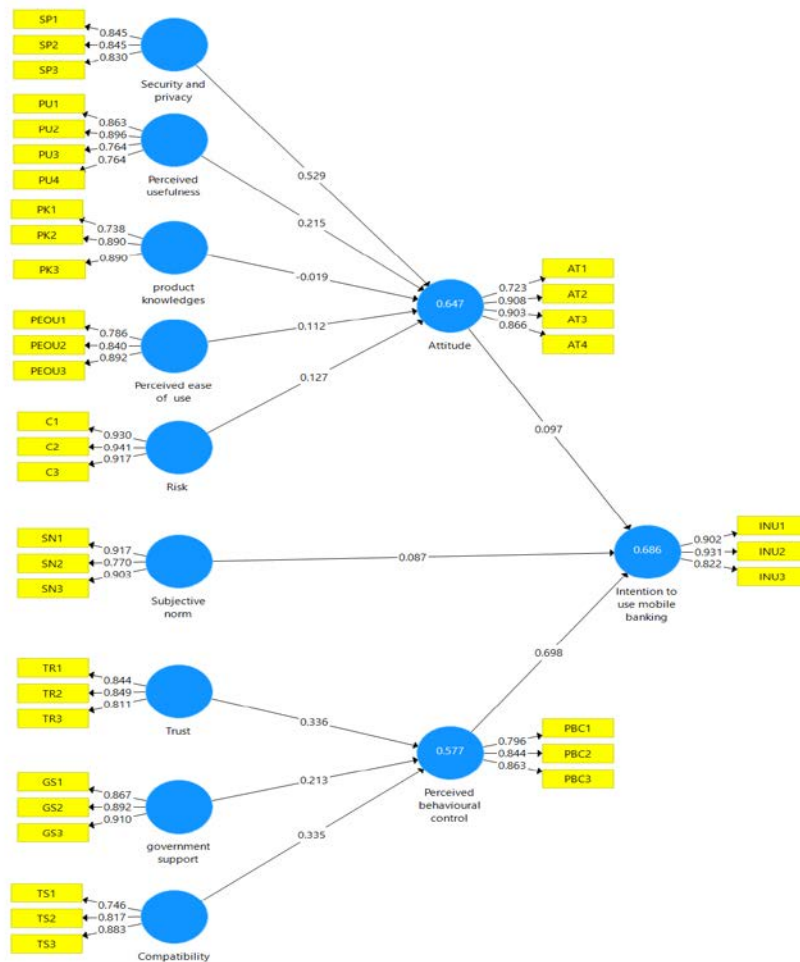 SP1
SP2
SP3
0.845
0.845
0.830
Security and
privacy
PU1
PU2
PU3
PU4
0.863
0.896
0.764
0.764
Perceived
usefulness
PK1
PK2
PK3
0.738
0.890
0.890
product
knowledges
PEOU1
PEOU2
PEOU3
0.786
0.840
0.892
Perceived ease
of use
C1
C2
C3
0.930
0.941
0.917
Risk
0.529
0.215
-0.019
0.112
0.127
0.647
Attitude
0.723
0.908
0.903
0.866
AT1
AT2
AT3
AT4
0.097
SN1
SN2
SN3
0.917
0.770
0.903
Subjective
norm
0.087
0.686
Intention to
use mobile
banking
0.902
0.931
0.822
INU1
INU2
INU3
0.698
TR1
TR2
TR3
0.844
0.849
0.811
Trust
GS1
GS2
GS3
0.867
0.892
0.910
government
support
TS1
TS2
TS3
0.746
0.817
0.883
Compatibility
0.336
0.213
0.335
0.577
Perceived
behavioural
control
0.796
0.844
0.863
PBC1
PBC2
PBC3